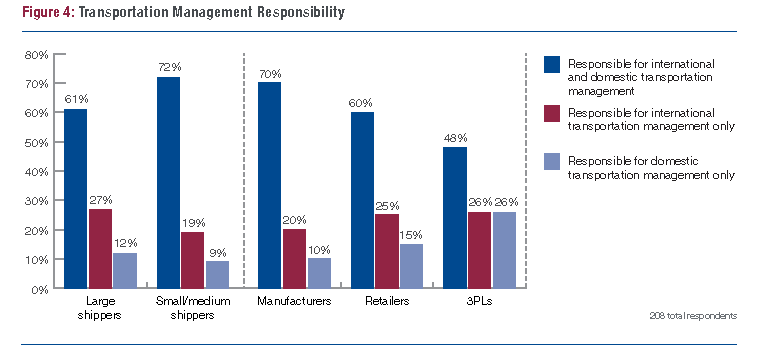 Figure 4: Transportation Management Responsibility
80%
70%
60%
50%
40%
30%
20%
10%
0%
61%
27%
12%
72%
19%
9%
70%
20%
10%
60%
25%
15%
48%
26%
26%
Large
shippers
Small/medium
shippers
Manufacturers
Retailers
3PLs
Responsible for international
and domestic transportation
management
Responsible for international
transportation management only
Responsible for domestic
transportation management only
208 total respondents